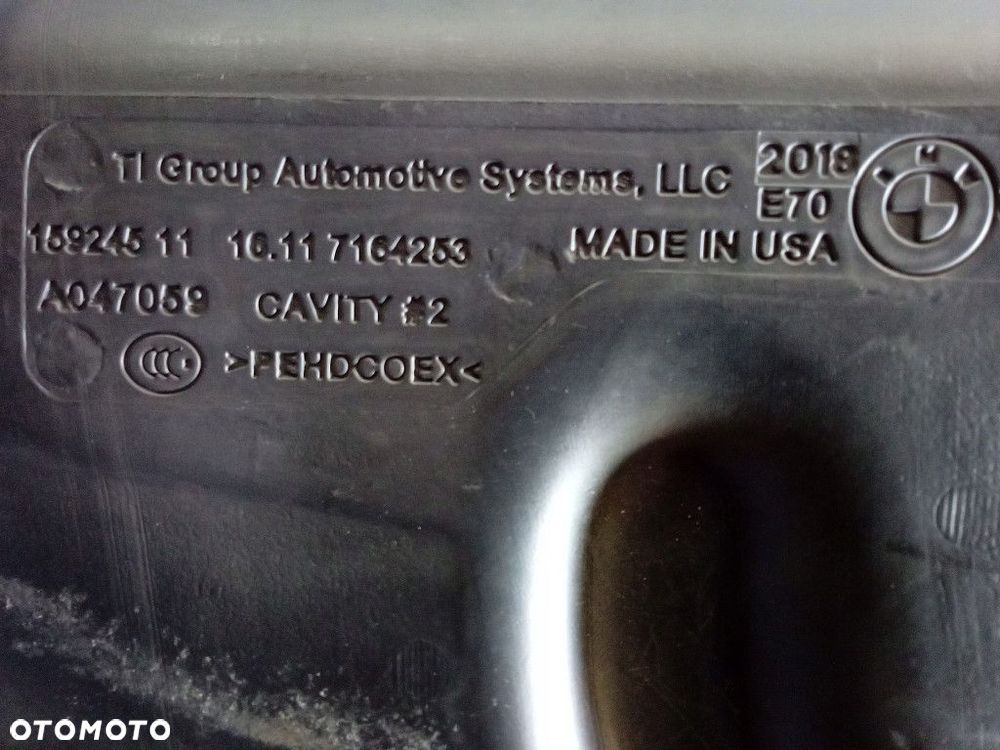 TI Group Automotive Systems, LLC
2018
E70
159245 11 16.11 7164253
MADE IN USA
A047059 CAVITY #2
CCC >PEHDCOEX<
OTOMOTO